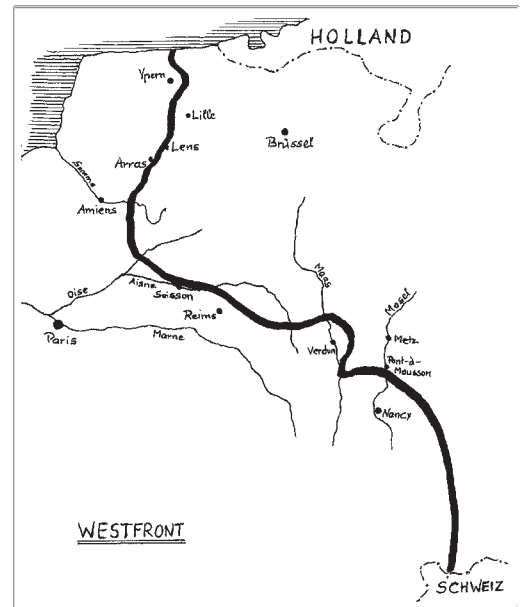 HOLLAND
Ypern
Lille
Brüssel
Lens
Arras
Somme
Amiens
Maas
Mosel
Oise
Aisne
Soisson
Reims
Paris
Marne
Verdun
Metz
Pont-à-
Mousson
Nancy
WESTFRONT
SCHWEIZ